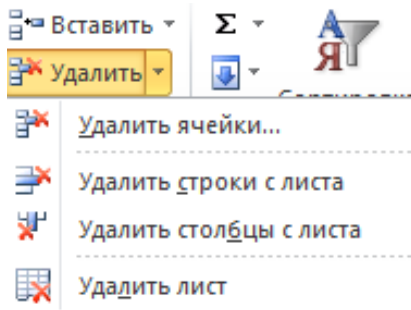 Вставить Σ
Удалить А
Я
Удалить ячейки...
Удалить строки с листа
Удалить столбцы с листа
Удалить лист